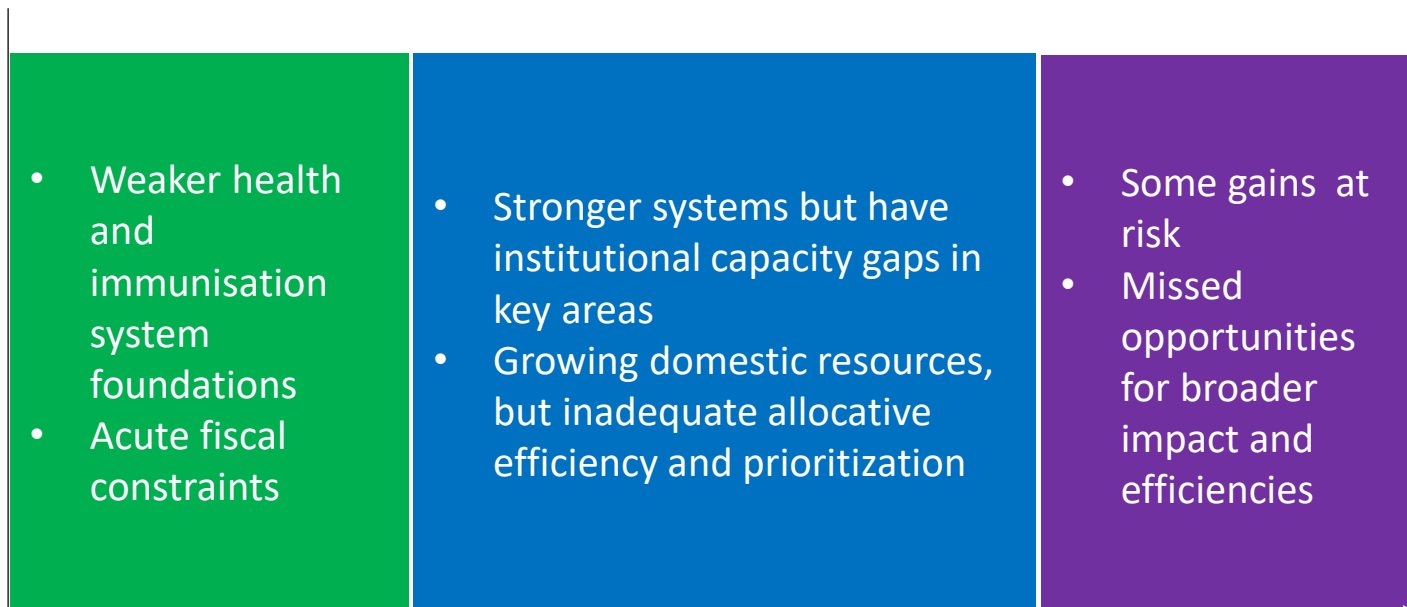 • Weaker health
and
immunisation
system
foundations
• Acute fiscal
constraints
• Stronger systems but have
institutional capacity gaps in
key areas
• Growing domestic resources,
but inadequate allocative
efficiency and prioritization
• Some gains  at
risk
• Missed
opportunities
for broader
impact and
efficiencies